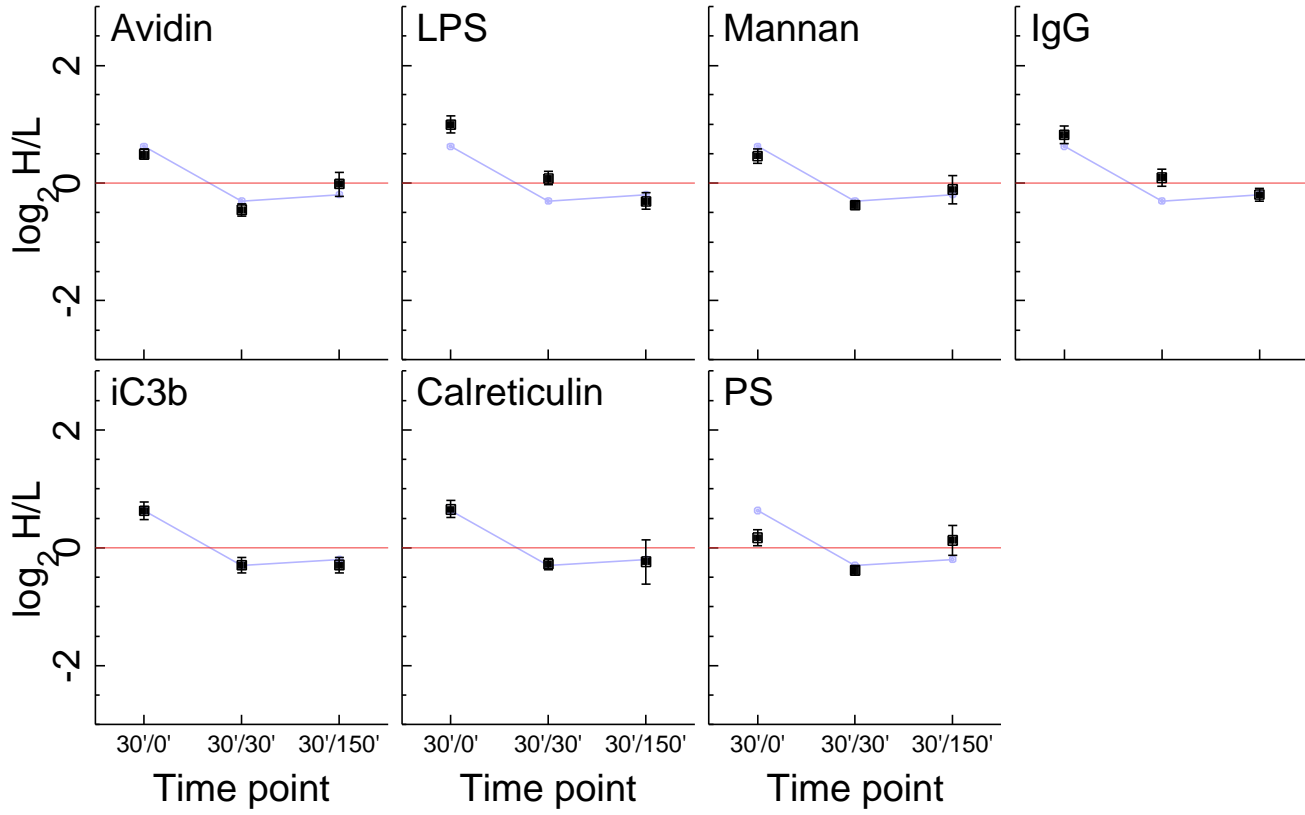 Avidin LPS Mannan IgG
2
0
-2
log2 H/L
iC3b Calreticulin PS
2
0
-2
log2 H/L
30'/0' 30'/30' 30'/150' 30'/0' 30'/30' 30'/150' 30'/0' 30'/30' 30'/150'
Time point Time point Time point